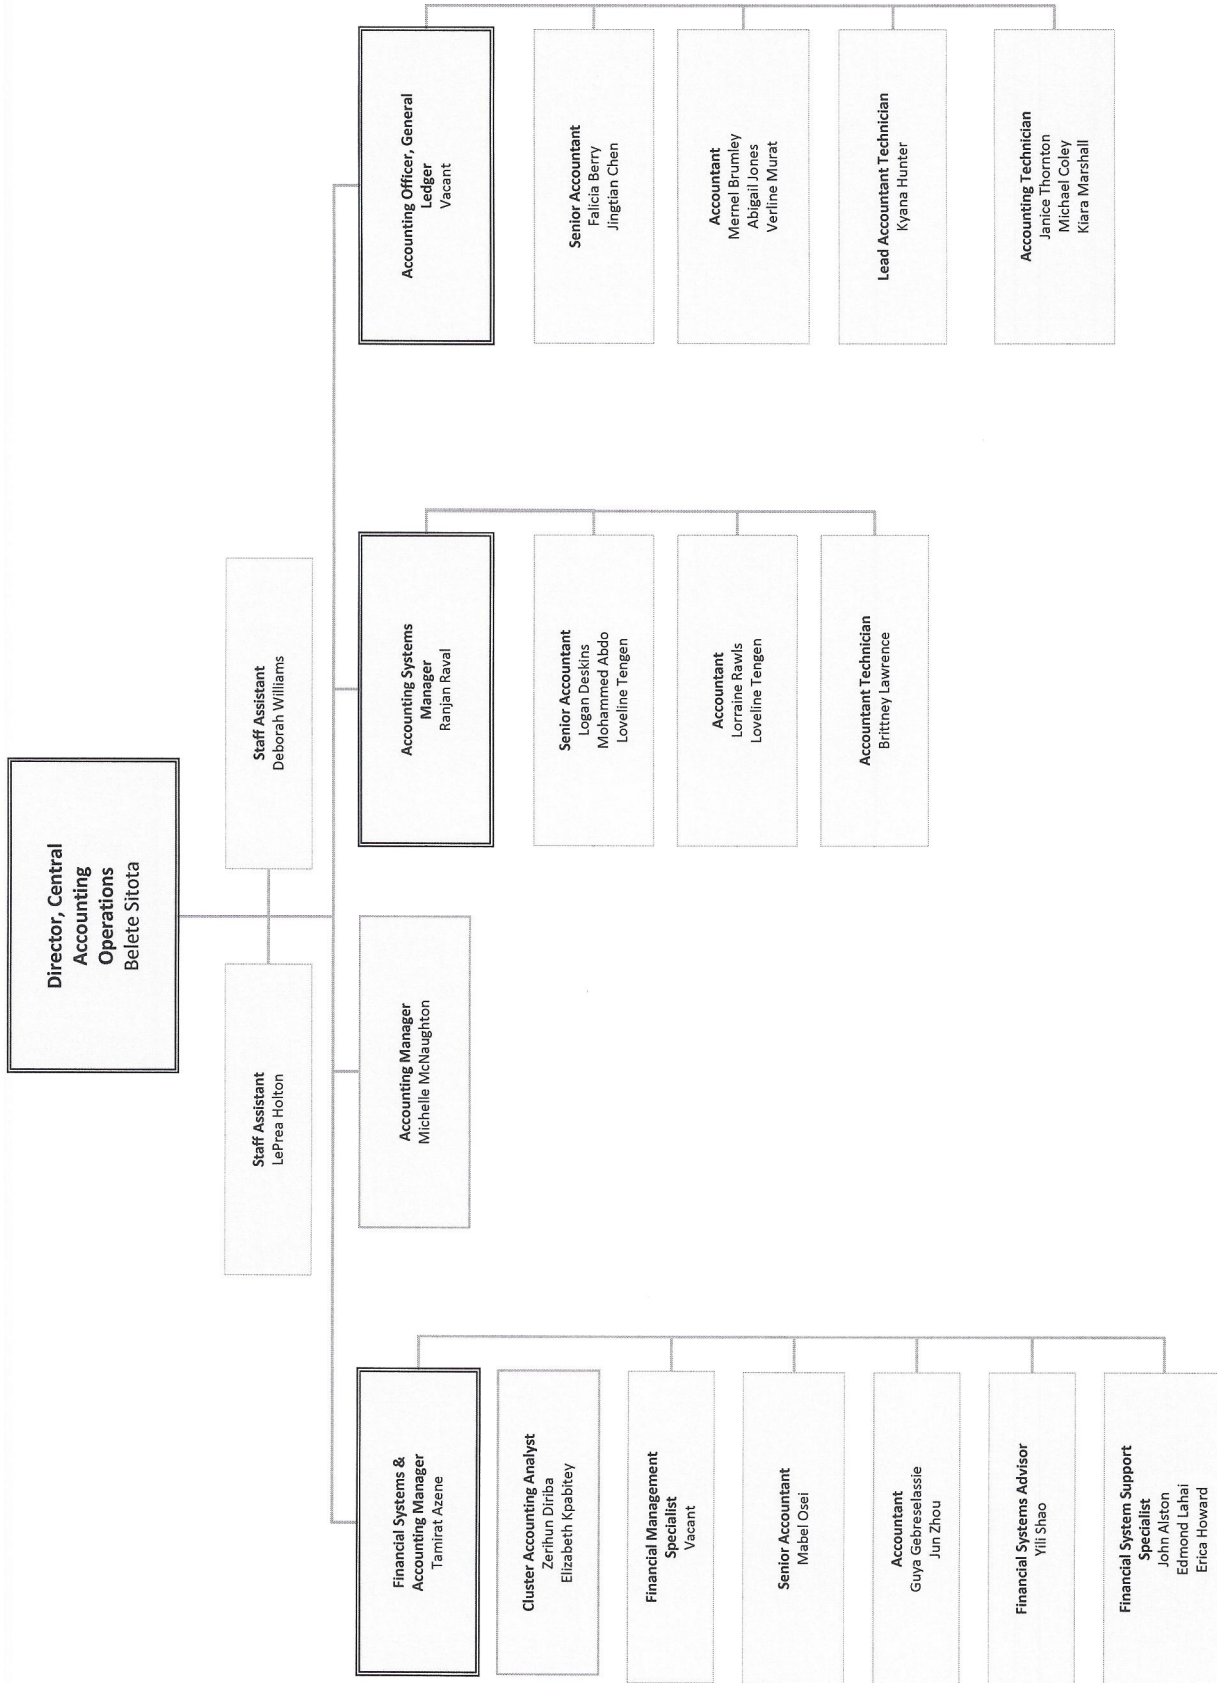 Director, Central
Accounting
Operations
Belete Sitota
Staff Assistant
LePrea Holton
Staff Assistant
Deborah Williams
Financial Systems &
Accounting Manager
Tamirat Azene
Cluster Accounting Analyst
Zerihun Diriba
Elizabeth Kpabitey
Financial Management
Specialist
Vacant
Senior Accountant
Mabel Osei
Accountant
Guya Gebreselassie
Jun Zhou
Financial Systems Advisor
Yili Shao
Financial System Support
Specialist
John Alston
Edmond Lahai
Erica Howard
Accounting Manager
Michelle McNaughton
Accounting Systems
Manager
Ranjan Raval
Senior Accountant
Logan Deskins
Mohammed Abdo
Loveline Tengen
Accountant
Lorraine Rawls
Loveline Tengen
Accountant Technician
Brittney Lawrence
Accounting Officer, General
Ledger
Vacant
Senior Accountant
Falicia Berry
Jingtian Chen
Accountant
Mernel Brumley
Abigail Jones
Verline Murat
Lead Accountant Technician
Kyana Hunter
Accounting Technician
Janice Thornton
Michael Coley
Kiara Marshall